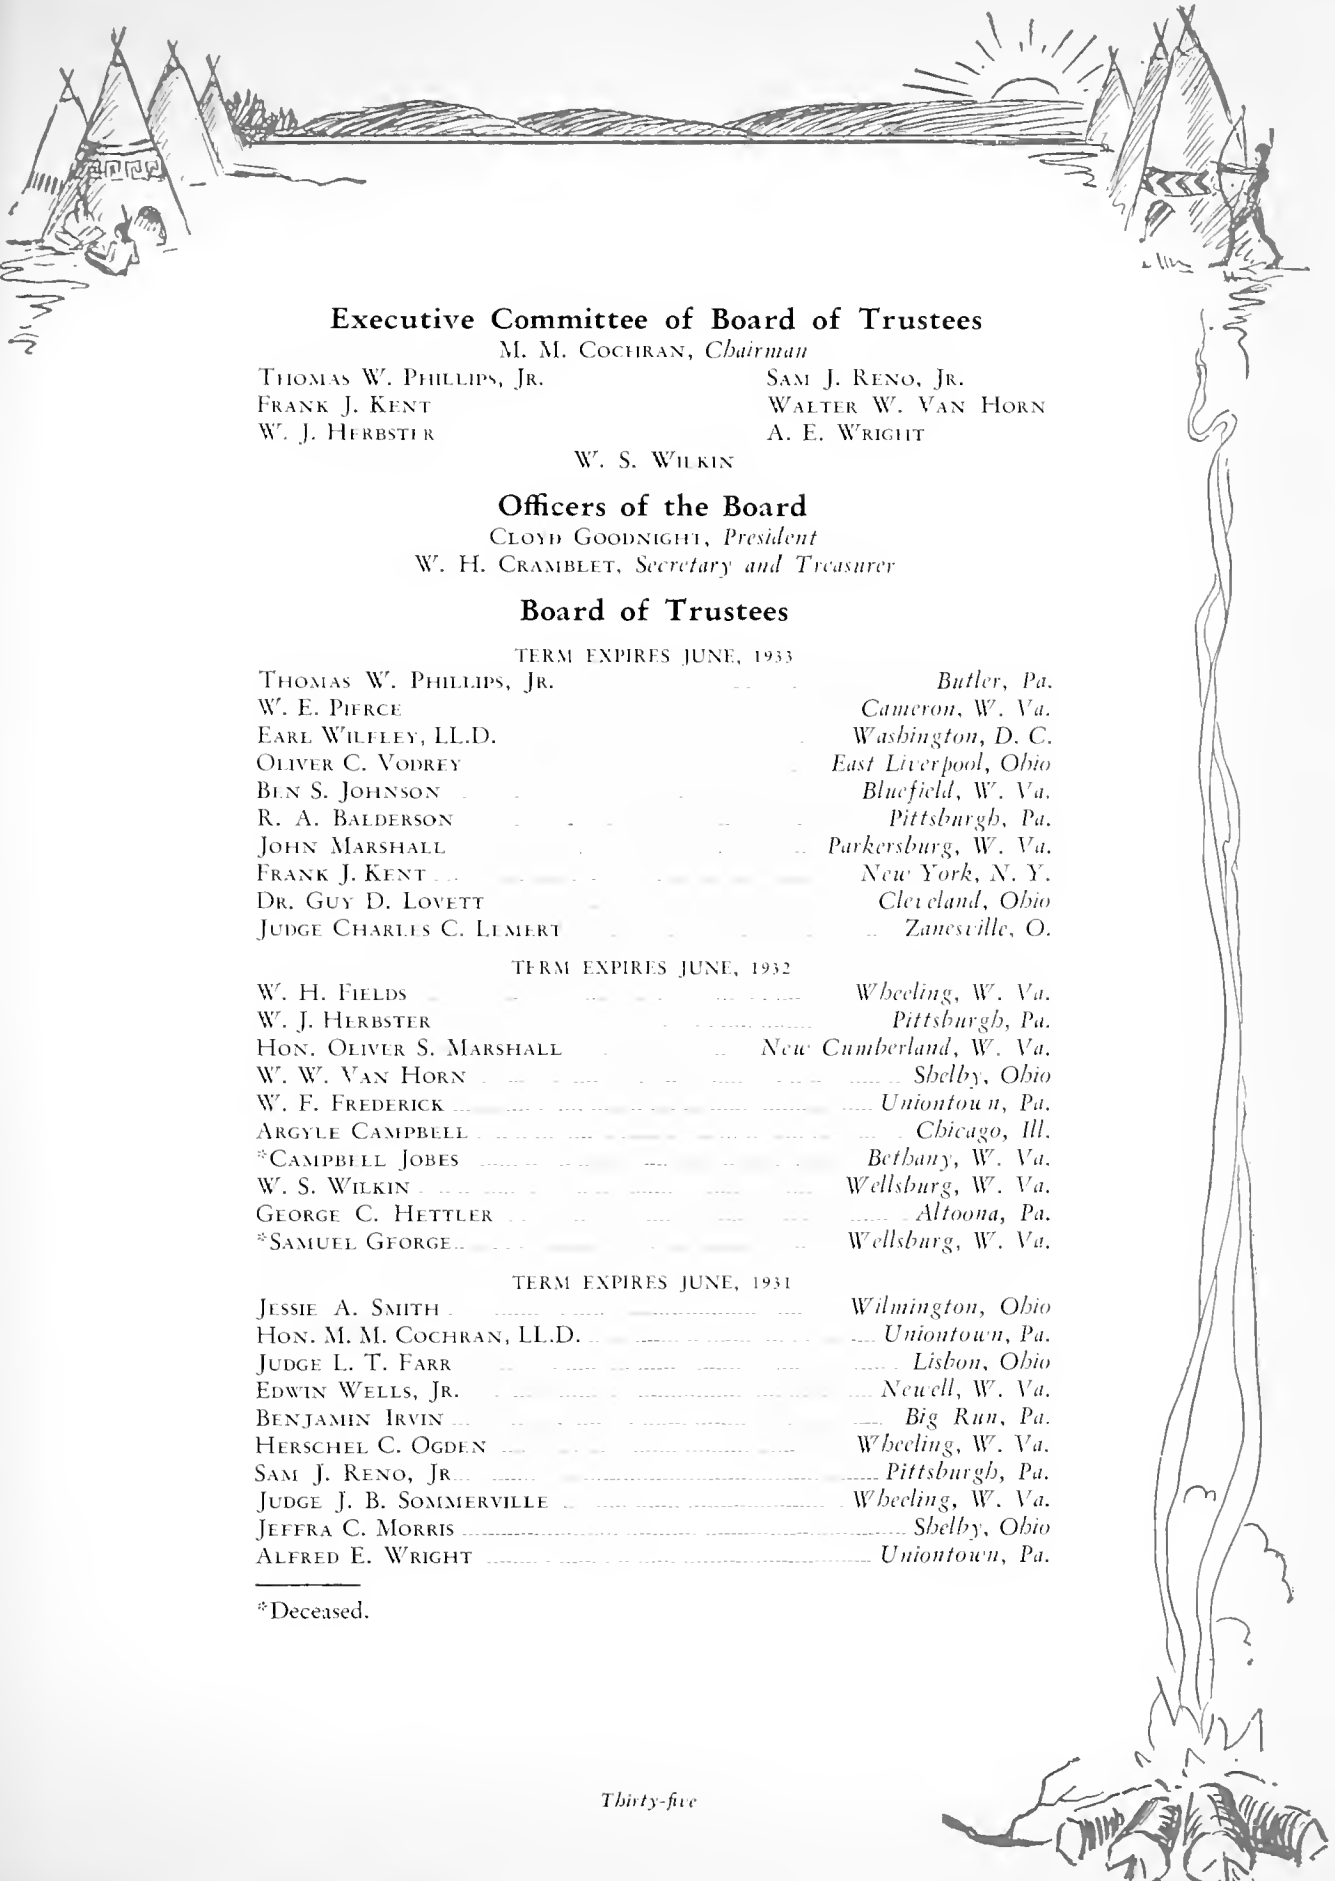 Executive Committee of Board of Trustees
M. M. Cochran, Chairman
Thomas W. Phillips, Jr. Sam J. Reno, Jr.
Frank J. Kent Walter W. Van Horn
W. J. Herbster A. E. Wright
W. S. Wilkin
Officers of the Board
Cloyd Goodnight, President
W. H. Cramblet, Secretary and Treasurer
Board of Trustees
TERM EXPIRES JUNE, 1933
Thomas W. Phillips, Jr. Butler, Pa.
W. E. Pierce Cameron, W. Va.
Earl Wilfley, LL.D. Washington, D. C.
Oliver C. Vodrey East Liverpool, Ohio
Ben S. Johnson Bluefield, W. Va.
R. A. Balderson Pittsburgh, Pa.
John Marshall Parkersburg, W. Va.
Frank J. Kent New York, N. Y.
Dr. Guy D. Lovett Cleveland, Ohio
Judge Charles C. Lemert Zanesville, O.
TERM EXPIRES JUNE, 1932
W. H. Fields Wheeling, W. Va.
W. J. Herbster Pittsburgh, Pa.
Hon. Oliver S. Marshall New Cumberland, W. Va.
W. W. Van Horn Shelby, Ohio
W. F. Frederick Uniontown, Pa.
Argyle Campbell Chicago, Ill.
*Campbell Jobes Bethany, W. Va.
W. S. Wilkin Wellsburg, W. Va.
George C. Hettler Altoona, Pa.
*Samuel George Wellsburg, W. Va.
TERM EXPIRES JUNE, 1931
Jessie A. Smith Wilmington, Ohio
Hon. M. M. Cochran, LL.D. Uniontown, Pa.
Judge L. T. Farr Lisbon, Ohio
Edwin Wells, Jr. Newell, W. Va.
Benjamin Irvin Big Run, Pa.
Herschel C. Ogden Wheeling, W. Va.
Sam J. Reno, Jr. Pittsburgh, Pa.
Judge J. B. Sommerville Wheeling, W. Va.
Jeffra C. Morris Shelby, Ohio
Alfred E. Wright Uniontown, Pa.
*Deceased.
Thirty-five